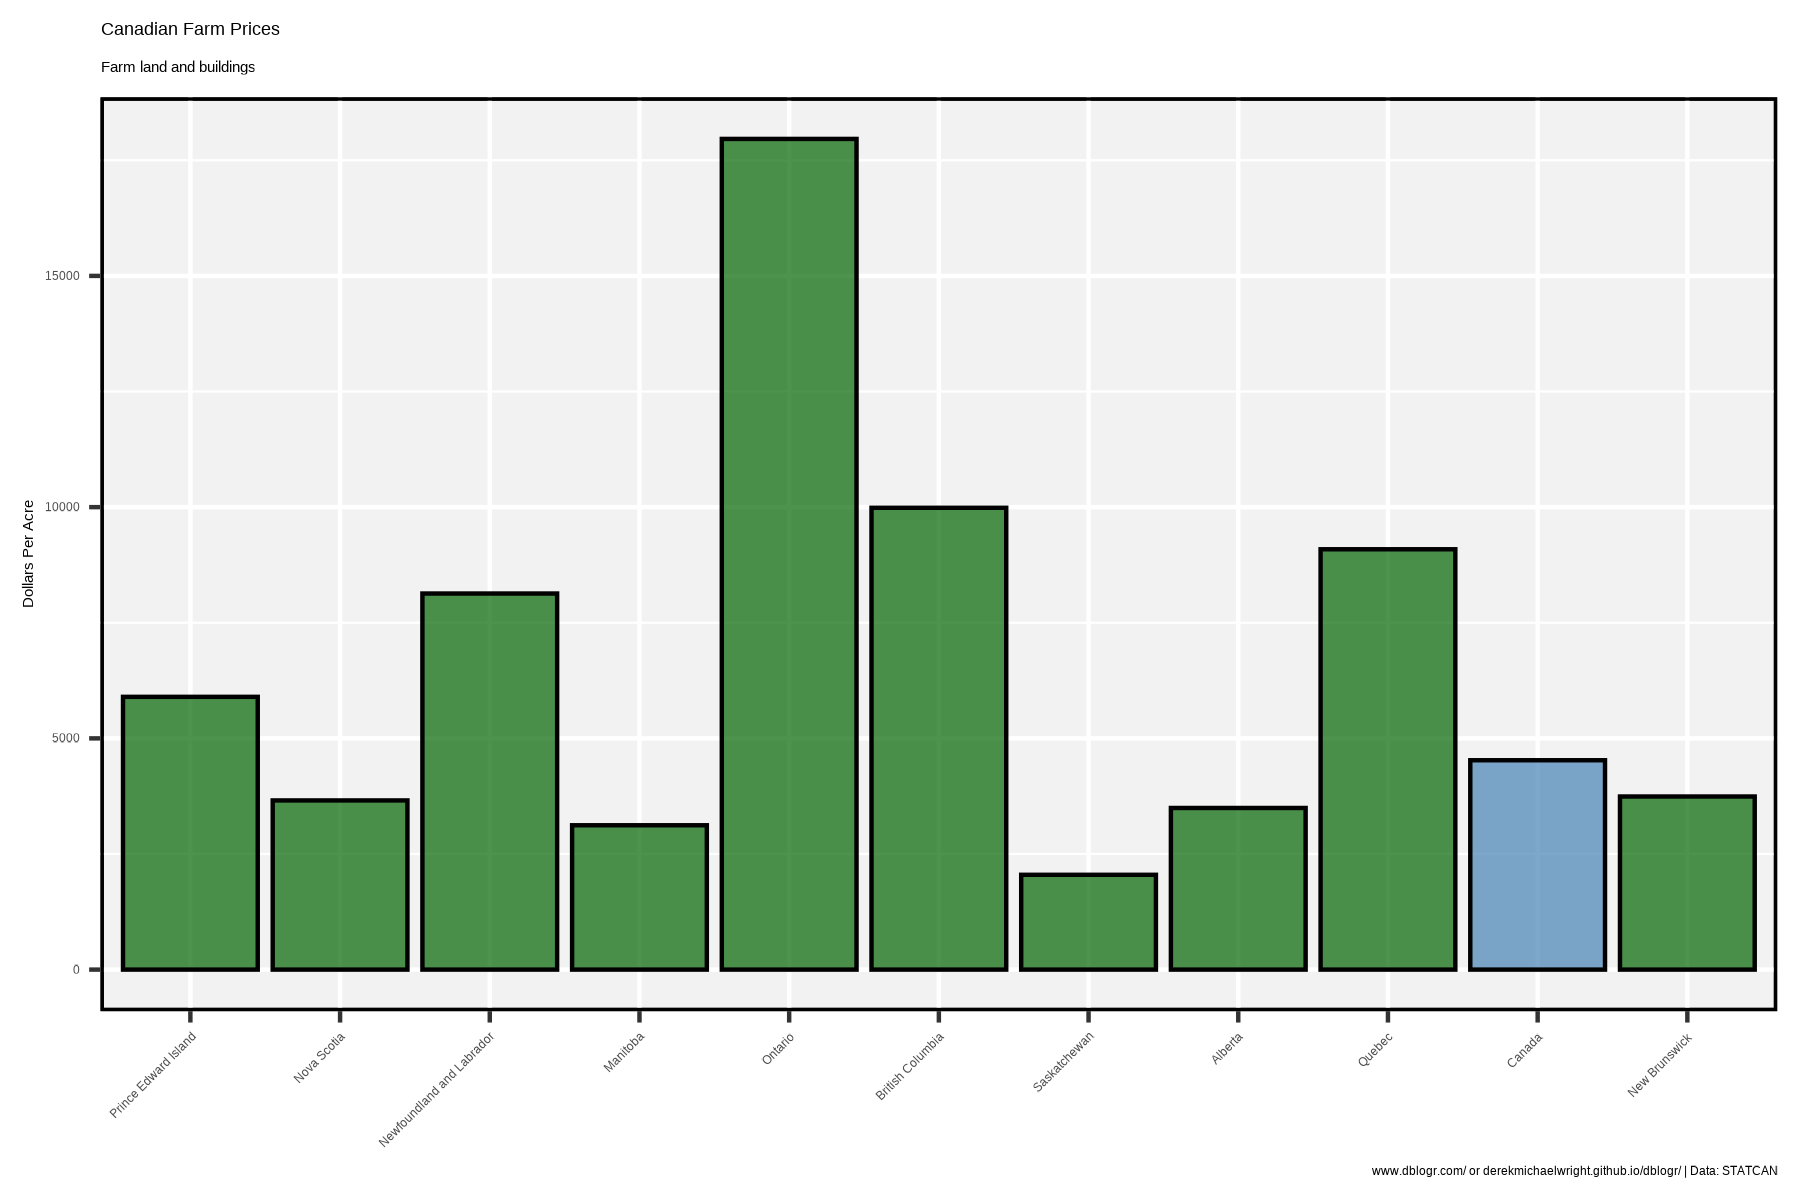 Canadian Farm Prices
Farm land and buildings
Dollars Per Acre
15000
10000
5000
0
Prince Edward Island
Nova Scotia
Newfoundland and Labrador
Manitoba
Ontario
British Columbia
Saskatchewan
Alberta
Quebec
Canada
New Brunswick
www.dblogr.com/ or derekmichaelwright.github.io/dblogr/ | Data: STATCAN